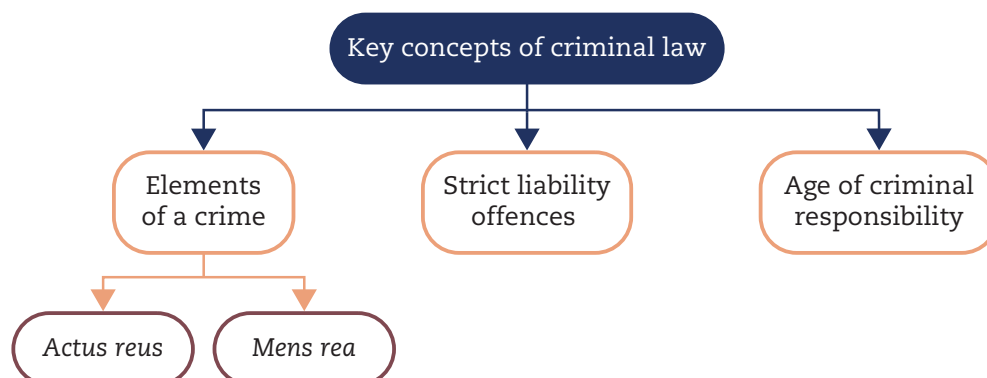 Key concepts of criminal law
Elements
of a crime
Strict liability
offences
Age of criminal
responsibility
Actus reus
Mens rea